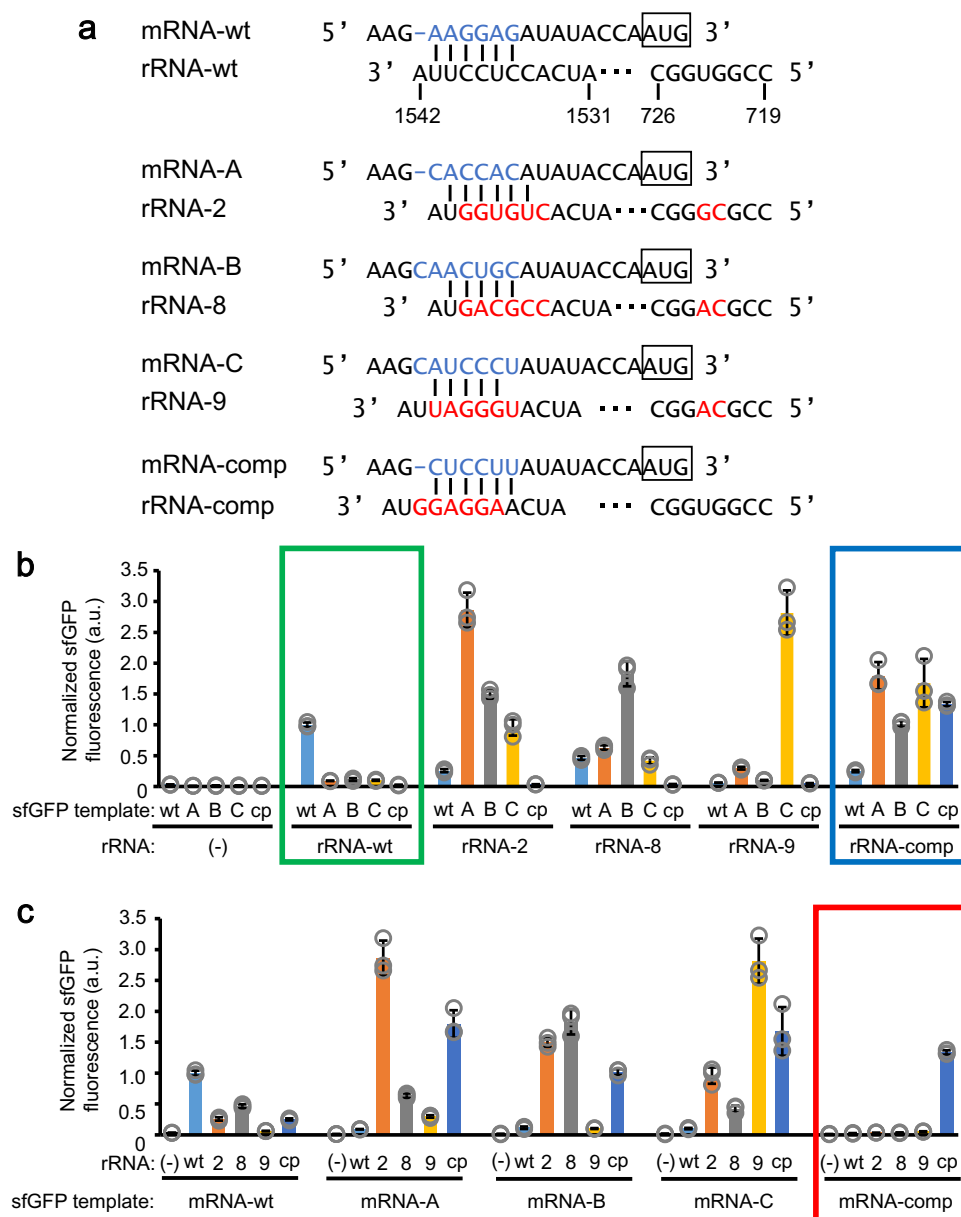 a
mRNA-wt 5’ AAG-AAGGAGAUAUACCAAUG 3’
rRNA-wt 3’ AUUCCUCCACUA··· CGGUGGCC 5’
1542 1531 726 719
mRNA-A 5’ AAG-CACCACAUAUACCAAUG 3’
rRNA-2 3’ AUGGUGUCACUA···CGGGCGCC 5’
mRNA-B 5’ AAGCAACUGCAUAUACCAAUG 3’
rRNA-8 3’ AUGACGCCACUA···CGGACGCC 5’
mRNA-C 5’ AAGCAUCCCUAUAUACCAAUG 3’
rRNA-9 3’ AUUAGGGUACUA ··· CGGACGCC 5’
mRNA-comp 5’ AAG-CUCCUUAUAUACCAAUG 3’
rRNA-comp 3’ AUGGAGGAACUA ··· CGGUGGCC 5’
b
Normalized sfGFP
fluorescence (a.u.)
3.5
3.0
2.5
2.0
1.5
1.0
0.5
0
sfGFP template: wt A B C cp wt A B C cp wt A B C cp wt A B C cp wt A B C cp wt A B C cp
rRNA: (-) rRNA-wt rRNA-2 rRNA-8 rRNA-9 rRNA-comp
c
Normalized sfGFP
fluorescence (a.u.)
3.5
3.0
2.5
2.0
1.5
1.0
0.5
0
rRNA: (-) wt 2 8 9 cp (-) wt 2 8 9 cp (-) wt 2 8 9 cp (-) wt 2 8 9 cp (-) wt 2 8 9 cp
sfGFP template: mRNA-wt mRNA-A mRNA-B mRNA-C mRNA-comp